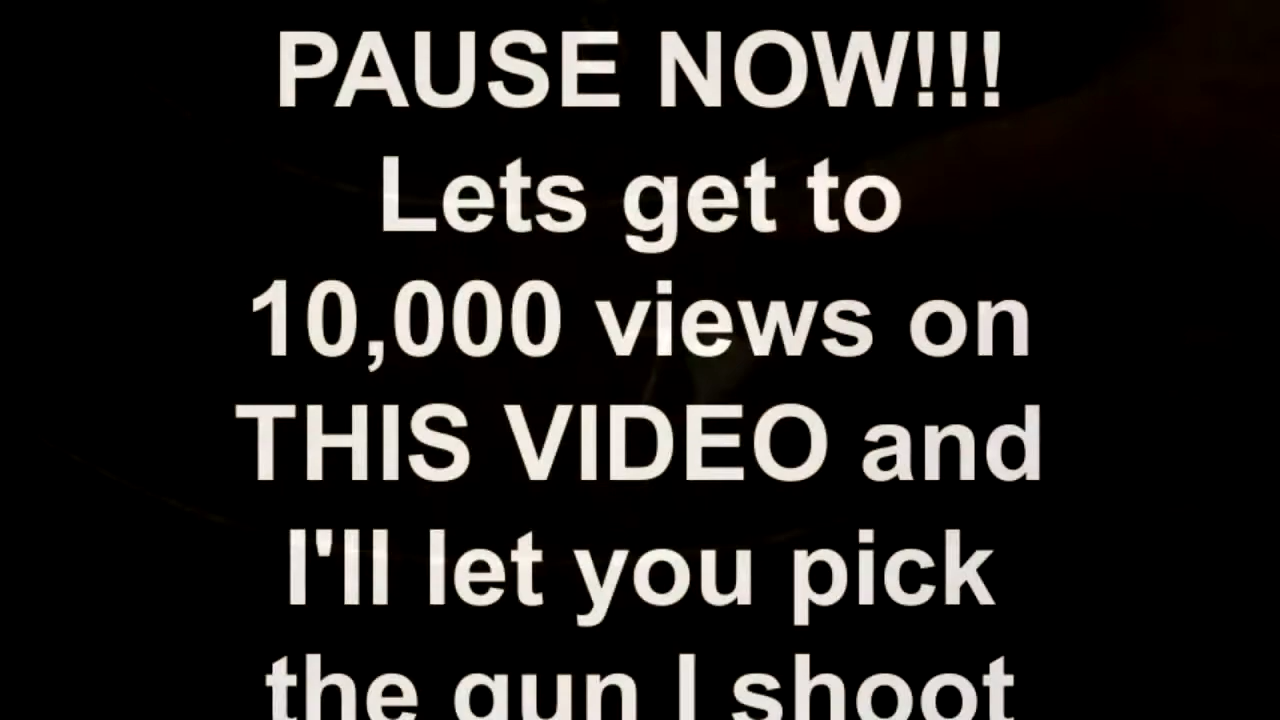 PAUSE NOW!!!
Lets get to
10,000 views on
THIS VIDEO and
I'll let you pick
the gun I shoot